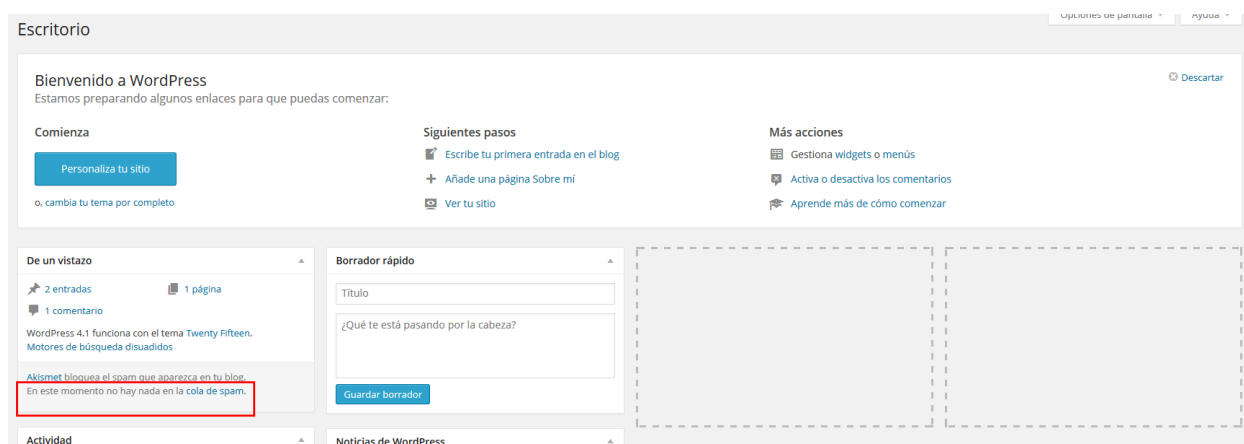 Opciones de pantalla
Ayuda
Escritorio
Bienvenido a WordPress
Descartar
Estamos preparando algunos enlaces para que puedas comenzar:
Comienza
Siguientes pasos
Más acciones
Personaliza tu sitio
Escribe tu primera entrada en el blog
Gestiona widgets o menús
Añade una página Sobre mí
Activa o desactiva los comentarios
o, cambia tu tema por completo
Ver tu sitio
Aprende más de cómo comenzar
De un vistazo
2 entradas
1 página
1 comentario
WordPress 4.1 funciona con el tema Twenty Fifteen.
Motores de búsqueda disuadidos
Akismet bloquea el spam que aparezca en tu blog.
En este momento no hay nada en la cola de spam.
Borrador rápido
Título
¿Qué te está pasando por la cabeza?
Guardar borrador
Actividad
Noticias de WordPress